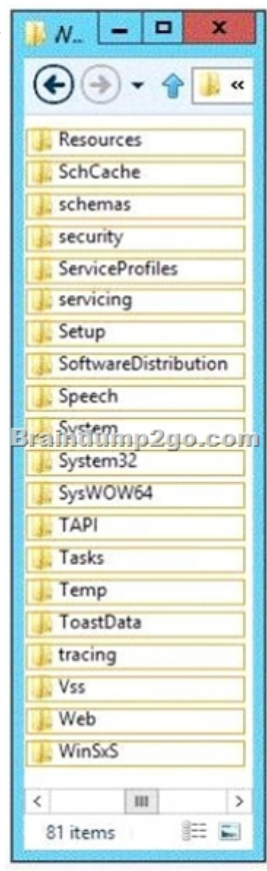 N...
«
Resources
SchCache
schemas
security
ServiceProfiles
servicing
Setup
SoftwareDistribution
Speech
System
Braindump2go.com
System32
SysWOW64
TAPI
Tasks
Temp
ToastData
tracing
Vss
Web
WinSxS
81 items